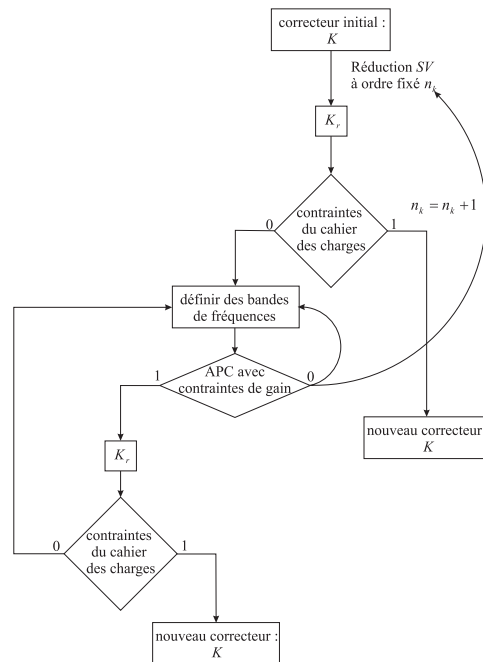 correcteur initial :
K
Réduction SV
à ordre fixé n_k
K_r
n_k = n_k + 1
contraintes
du cahier
des charges
0
1
définir des bandes
de fréquences
APC avec
contraintes de gain
1
0
nouveau correcteur
K
K_r
contraintes
du cahier
des charges
0
1
nouveau correcteur :
K